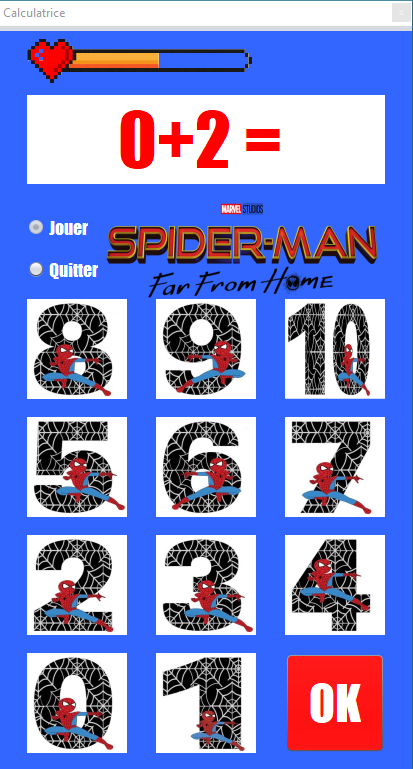 Calculatrice
x
0+2 =
MARVEL STUDIOS
Jouer
SPIDER-MAN
Quitter
Far From Home
8 9 10
5 6 7
2 3 4
0 1 OK